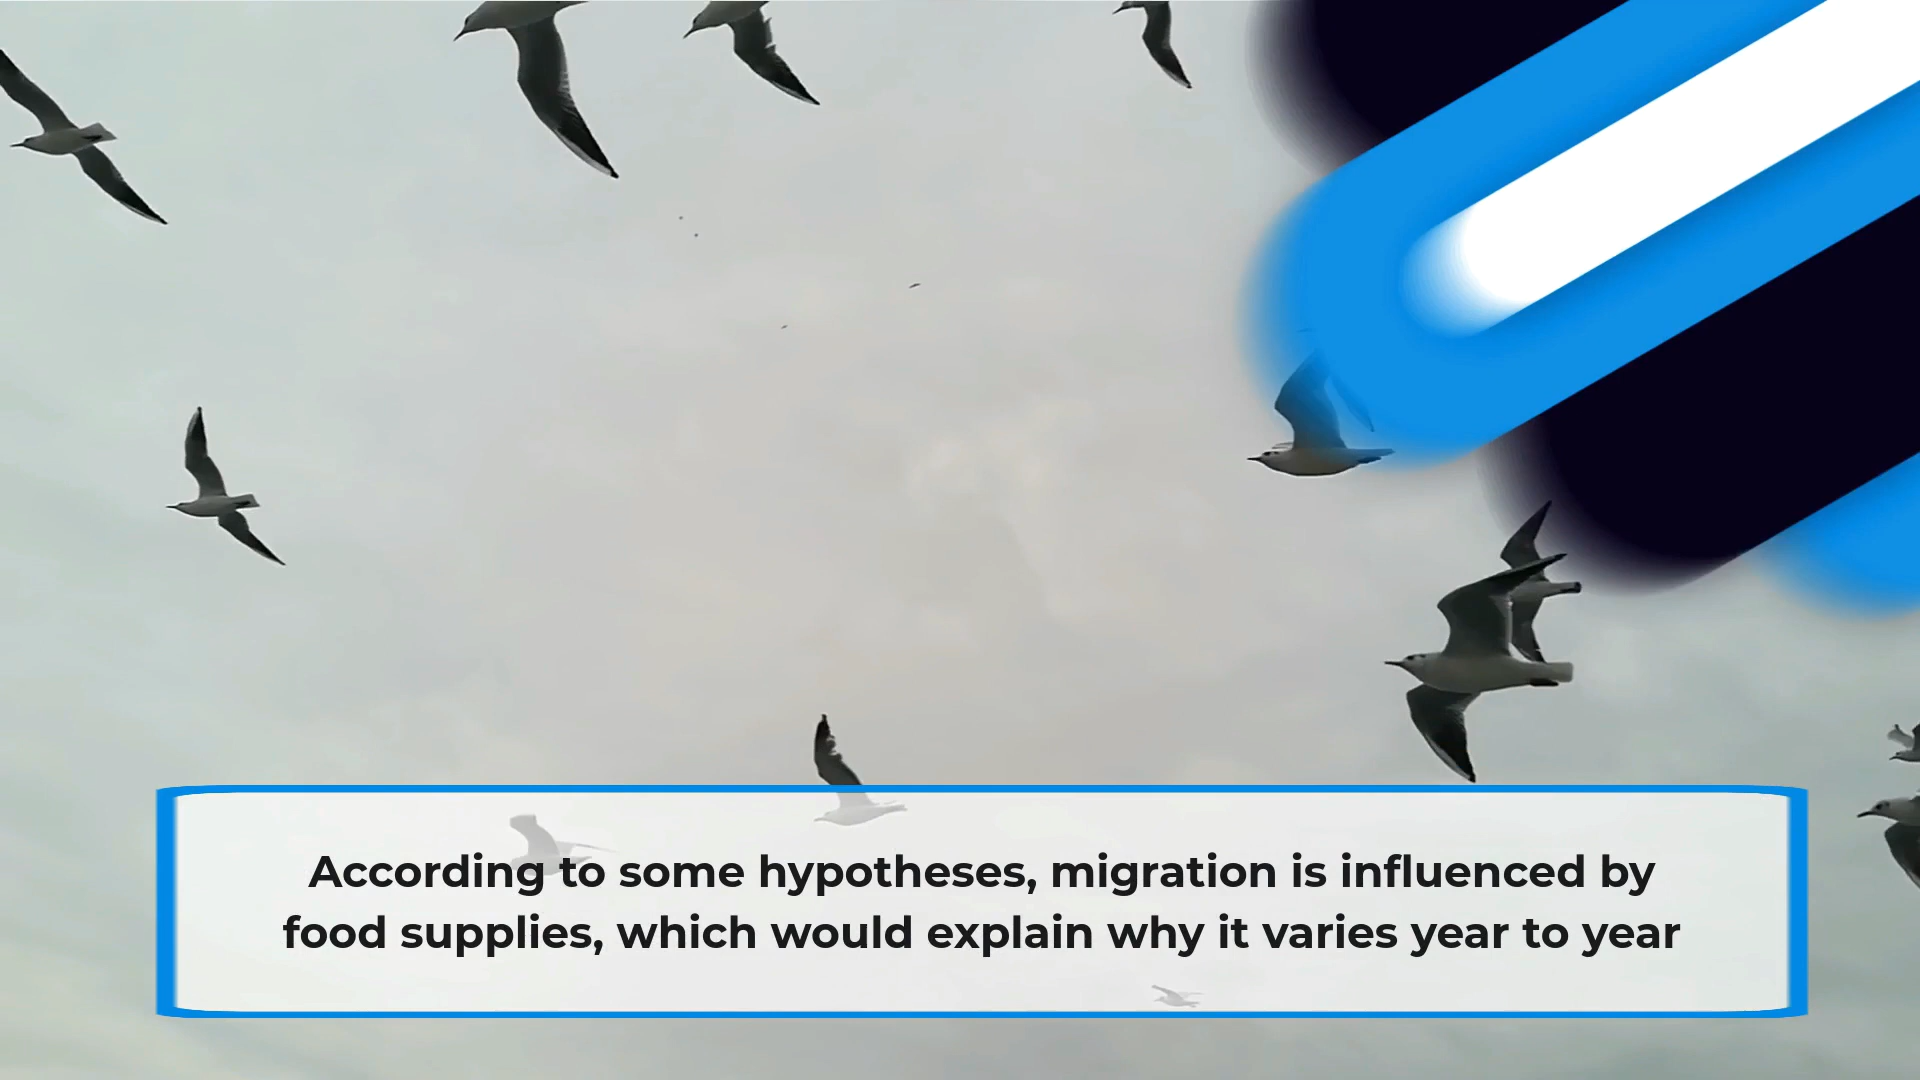 According to some hypotheses, migration is influenced by
food supplies, which would explain why it varies year to year